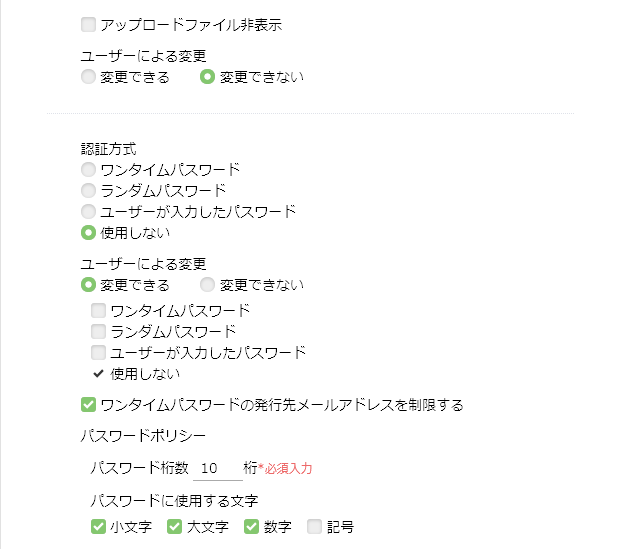 アップロードファイル非表示
ユーザーによる変更
変更できる 変更できない
認証方式
ワンタイムパスワード
ランダムパスワード
ユーザーが入力したパスワード
使用しない
ユーザーによる変更
変更できる 変更できない
ワンタイムパスワード
ランダムパスワード
ユーザーが入力したパスワード
使用しない
ワンタイムパスワードの発行先メールアドレスを制限する
パスワードポリシー
パスワード桁数 10 桁*必須入力
パスワードに使用する文字
小文字 大文字 数字 記号